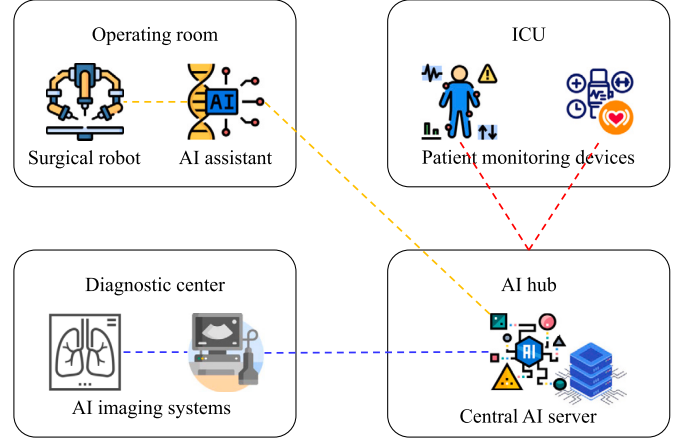 Operating room
AI
Surgical robot
AI assistant
ICU
Patient monitoring devices
Diagnostic center
AI imaging systems
AI hub
AI
Central AI server